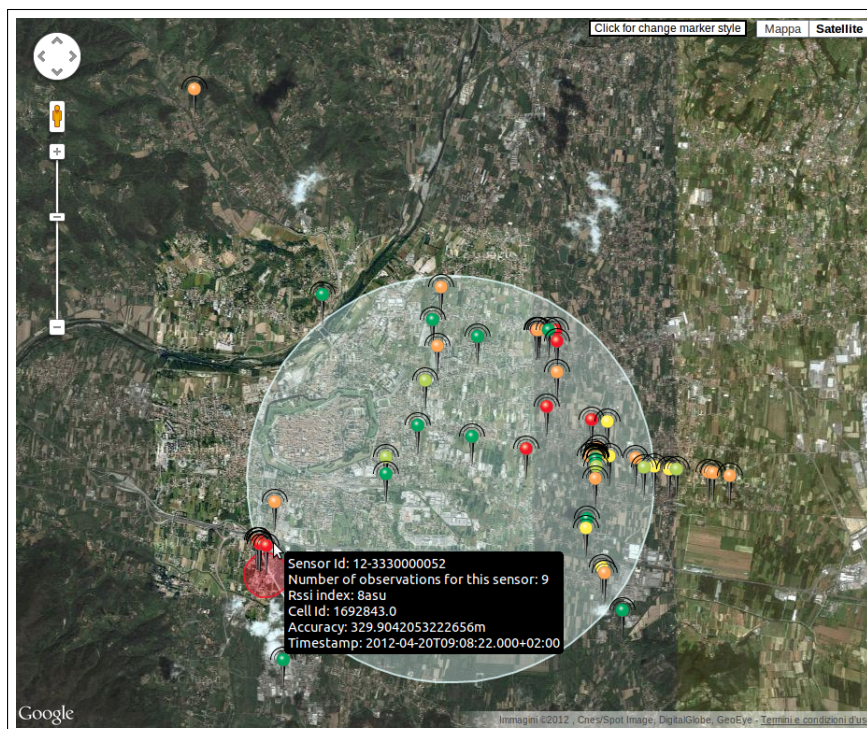 Click for change marker style
Mappa
Satellite
Sensor Id: 12-3330000052
Number of observations for this sensor: 9
Rssi index: 8asu
Cell Id: 1692843.0
Accuracy: 329.9042053222656m
Timestamp: 2012-04-20T09:08:22.000+02:00
Google
Immagini ©2012 , Cnes/Spot Image, DigitalGlobe, GeoEye - Termini e condizioni d'us